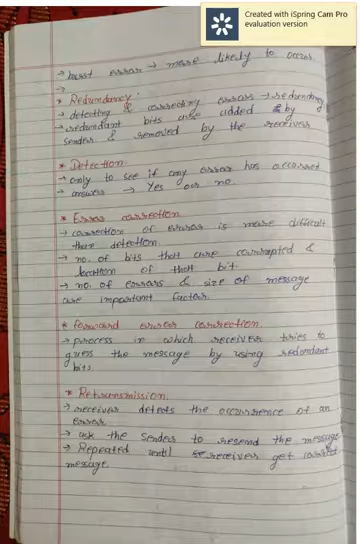 Created with iSpring Cam Pro
evaluation version
→ burst error → more likely to occur.
→
* Redundancy :
→ detecting & correcting errors → redundancy
→ redundant bits are added & by
sender & removed by the receiver
* Detection
→ only to see if any error has occurred
→ answer → Yes or no.
* Error correction
→ correction of errors is more difficult
than detection.
→ no. of bits that are corrupted &
location of that bit.
→ no. of errors & size of message
are important factor.
* forward error correction.
→ process in which receiver tries to
guess the message by using redundant
bits.
* Retransmission.
→ receiver detects the occurrence of an
error.
→ ask the sender to resend the message
→ Repeated until receiver get correct
message.